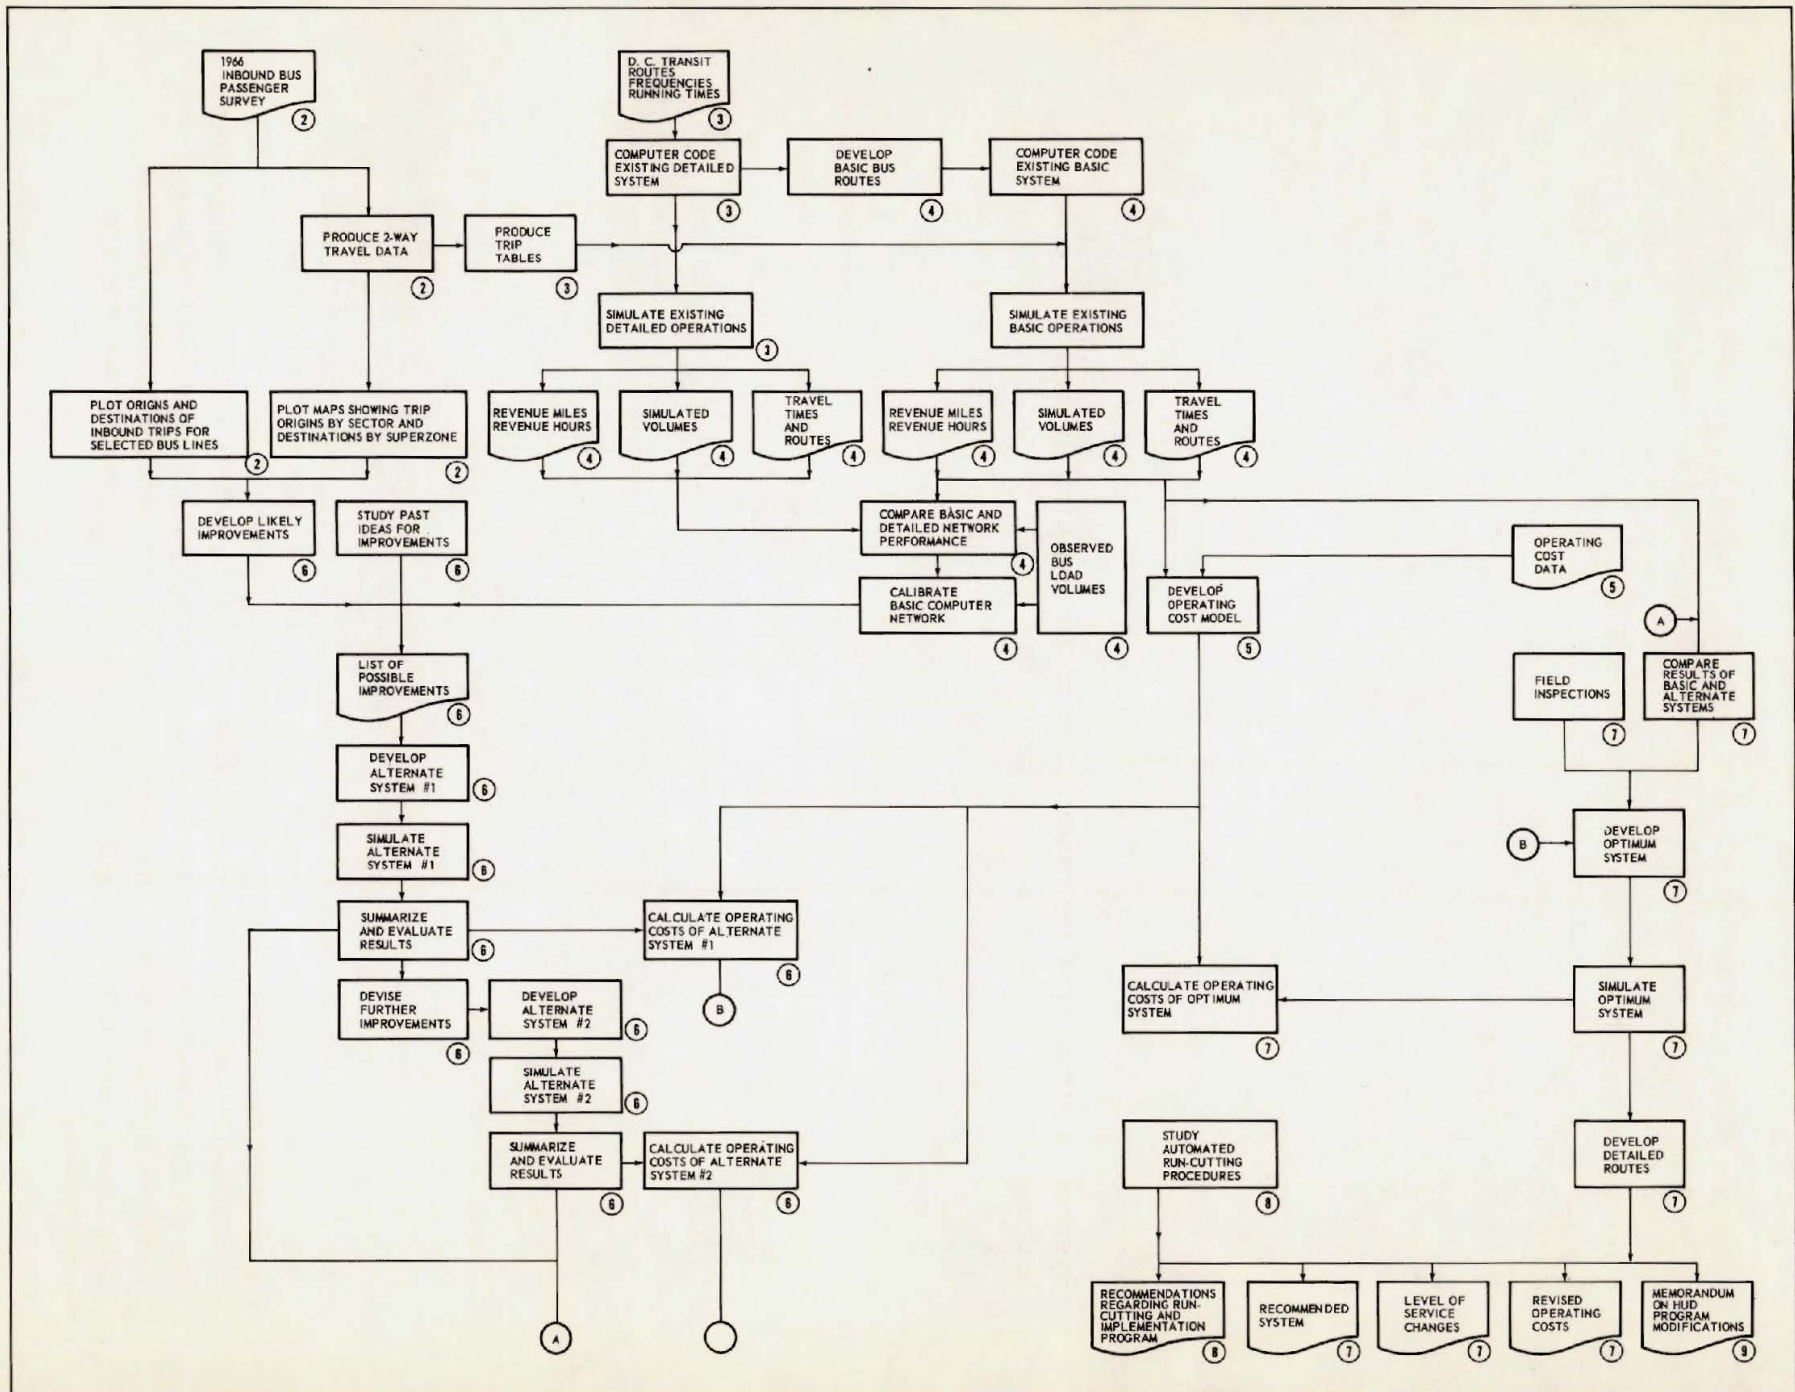 1966
INBOUND BUS
PASSENGER
SURVEY
2
D. C. TRANSIT
ROUTES
FREQUENCIES
RUNNING TIMES
3
COMPUTER CODE
EXISTING DETAILED
SYSTEM
3
DEVELOP
BASIC BUS
ROUTES
4
COMPUTER CODE
EXISTING BASIC
SYSTEM
4
PRODUCE 2-WAY
TRAVEL DATA
2
PRODUCE
TRIP
TABLES
3
SIMULATE EXISTING
DETAILED OPERATIONS
3
SIMULATE EXISTING
BASIC OPERATIONS
PLOT ORIGNS AND
DESTINATIONS OF
INBOUND TRIPS FOR
SELECTED BUS LINES
2
PLOT MAPS SHOWING TRIP
ORIGINS BY SECTOR AND
DESTINATIONS BY SUPERZONE
2
REVENUE MILES
REVENUE HOURS
4
SIMULATED
VOLUMES
4
TRAVEL
TIMES
AND
ROUTES
4
REVENUE MILES
REVENUE HOURS
4
SIMULATED
VOLUMES
4
TRAVEL
TIMES
AND
ROUTES
4
DEVELOP LIKELY
IMPROVEMENTS
6
STUDY PAST
IDEAS FOR
IMPROVEMENTS
6
COMPARE BASIC AND
DETAILED NETWORK
PERFORMANCE
4
OBSERVED
BUS
LOAD
VOLUMES
4
OPERATING
COST
DATA
5
CALIBRATE
BASIC COMPUTER
NETWORK
4
DEVELOP
OPERATING
COST MODEL
5
A
LIST OF
POSSIBLE
IMPROVEMENTS
6
FIELD
INSPECTIONS
7
COMPARE
RESULTS OF
BASIC AND
ALTERNATE
SYSTEMS
7
DEVELOP
ALTERNATE
SYSTEM #1
6
SIMULATE
ALTERNATE
SYSTEM #1
6
B
DEVELOP
OPTIMUM
SYSTEM
7
SUMMARIZE
AND EVALUATE
RESULTS
6
CALCULATE OPERATING
COSTS OF ALTERNATE
SYSTEM #1
6
B
DEVISE
FURTHER
IMPROVEMENTS
6
DEVELOP
ALTERNATE
SYSTEM #2
6
CALCULATE OPERATING
COSTS OF OPTIMUM
SYSTEM
7
SIMULATE
OPTIMUM
SYSTEM
7
SIMULATE
ALTERNATE
SYSTEM #2
6
SUMMARIZE
AND EVALUATE
RESULTS
6
CALCULATE OPERATING
COSTS OF ALTERNATE
SYSTEM #2
6
STUDY
AUTOMATED
RUN-CUTTING
PROCEDURES
8
DEVELOP
DETAILED
ROUTES
7
A
RECOMMENDATIONS
REGARDING RUN-
CUTTING AND
IMPLEMENTATION
PROGRAM
8
RECOMMENDED
SYSTEM
7
LEVEL OF
SERVICE
CHANGES
7
REVISED
OPERATING
COSTS
7
MEMORANDUM
ON HUD
PROGRAM
MODIFICATIONS
9